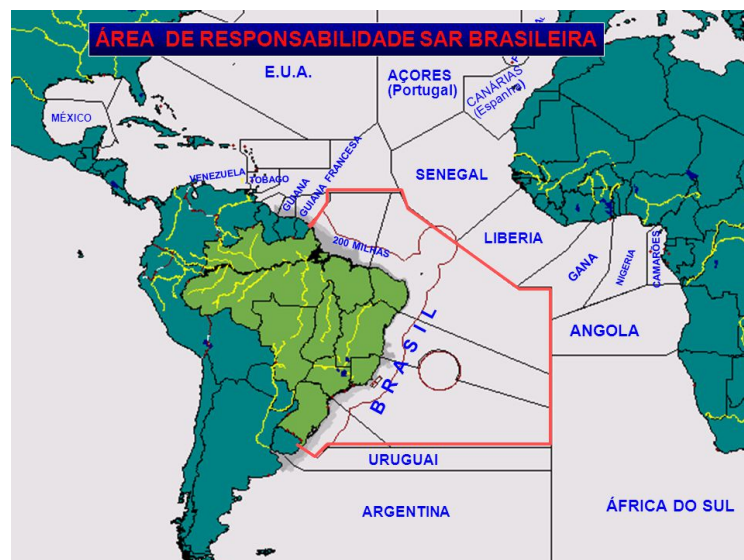 ÁREA DE RESPONSABILIDADE SAR BRASILEIRA
E.U.A.
AÇORES
(Portugal)
CANÁRIAS
(Espanha)
MÉXICO
VENEZUELA
TOBAGO
GUIANA
GUIANA FRANCESA
SENEGAL
200 MILHAS
LIBERIA
GANA
NIGERIA
CAMARÕES
BRASIL
ANGOLA
URUGUAI
ARGENTINA
ÁFRICA DO SUL